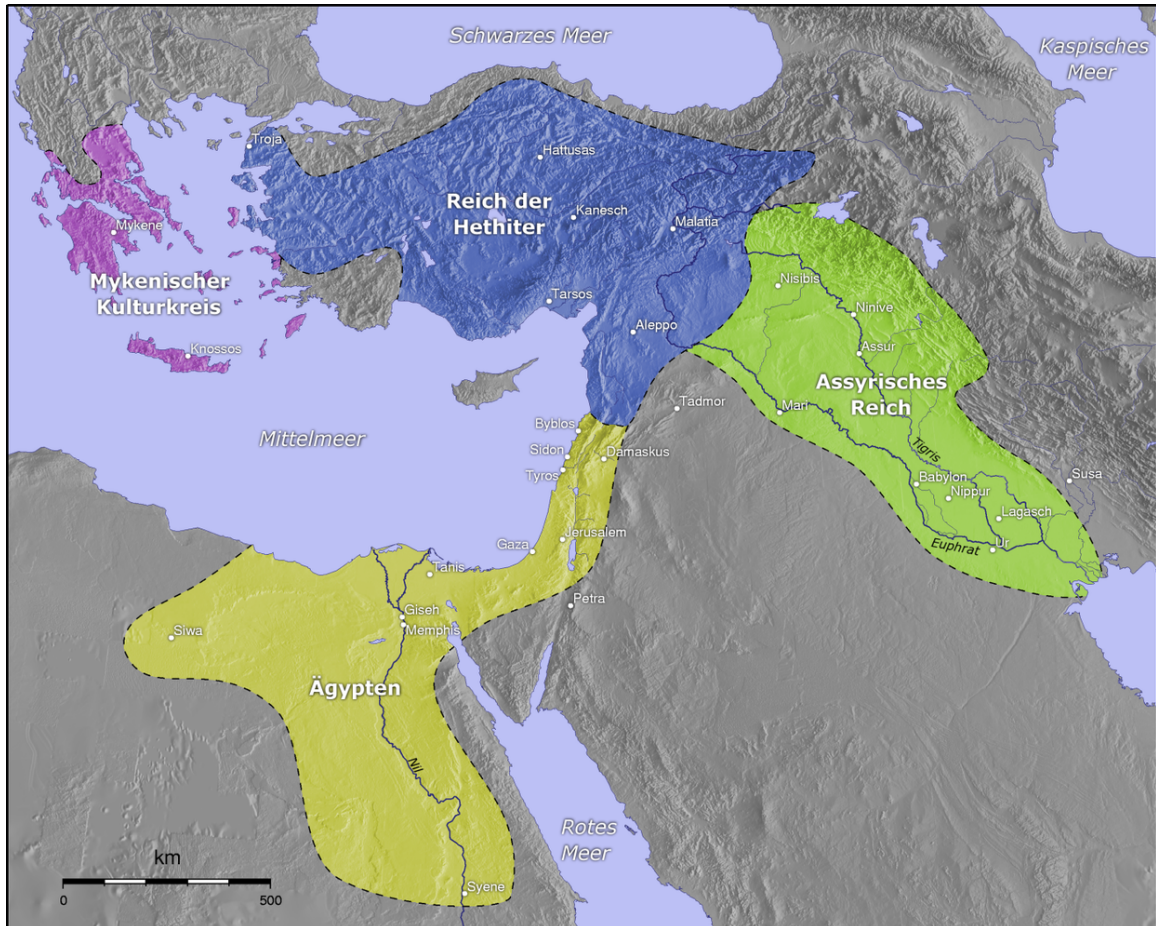 Schwarzes Meer
Kaspisches
Meer
Troja
Hattusas
Reich der
Hethiter
Kanesch
Malatia
Mykene
Mykenischer
Kulturkreis
Nisibis
Tarsos
Ninive
Aleppo
Knossos
Assur
Assyrisches
Reich
Tadmor
Mari
Byblos
Mittelmeer
Sidon
Damaskus
Tigris
Tyros
Susa
Babylon
Nippur
Lagasch
Jerusalem
Gaza
Euphrat
Ur
Tanis
Petra
Giseh
Memphis
Siwa
Ägypten
Nil
Rotes
Meer
km
0
500
Syene